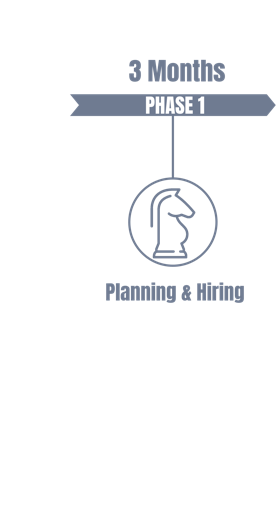 3 Months
PHASE 1
Planning & Hiring